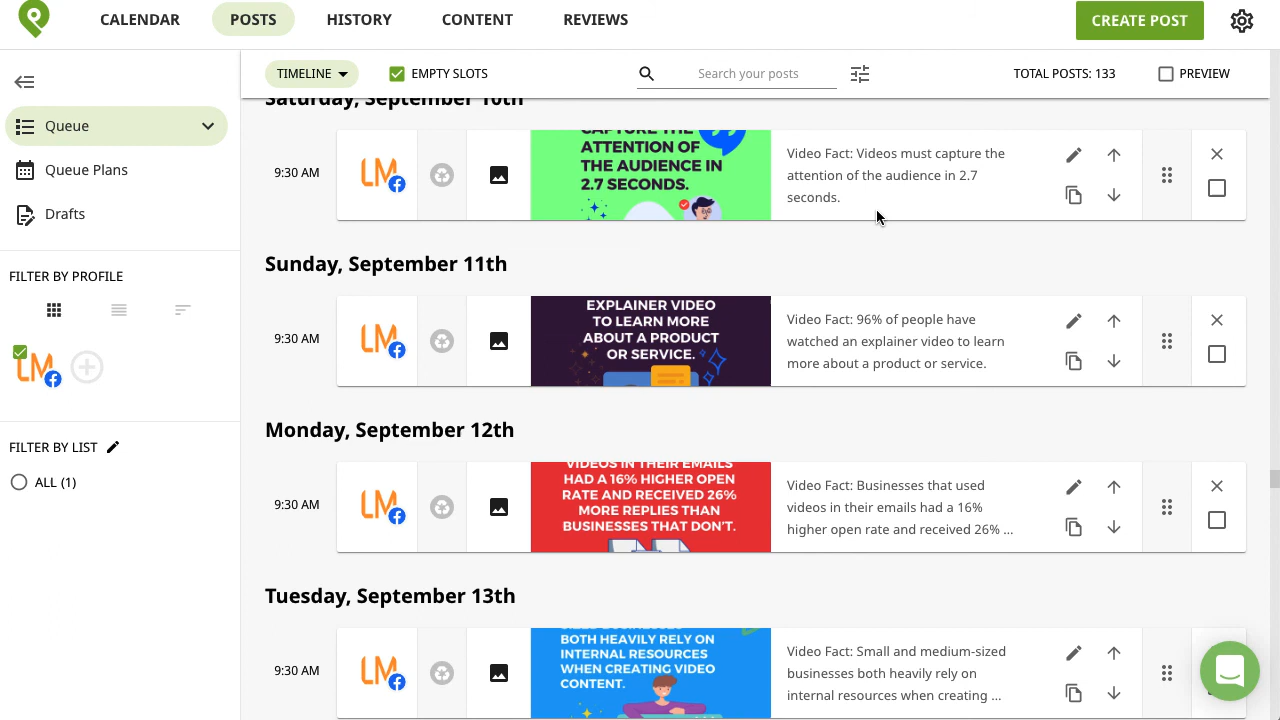 CALENDAR
POSTS
HISTORY
CONTENT
REVIEWS
CREATE POST
TIMELINE
EMPTY SLOTS
Search your posts
TOTAL POSTS: 133
PREVIEW
Queue
Queue Plans
Drafts
FILTER BY PROFILE
LM
FILTER BY LIST
ALL (1)
Saturday, September 10th
9:30 AM
LM
CAPTURE THE
ATTENTION OF
THE AUDIENCE IN
2.7 SECONDS.
Video Fact: Videos must capture the
attention of the audience in 2.7
seconds.
Sunday, September 11th
9:30 AM
LM
EXPLAINER VIDEO
TO LEARN MORE
ABOUT A PRODUCT
OR SERVICE.
Video Fact: 96% of people have
watched an explainer video to learn
more about a product or service.
Monday, September 12th
9:30 AM
LM
VIDEOS IN THEIR EMAILS
HAD A 16% HIGHER OPEN
RATE AND RECEIVED 26%
MORE REPLIES THAN
BUSINESSES THAT DON'T.
Video Fact: Businesses that used
videos in their emails had a 16%
higher open rate and received 26% ...
Tuesday, September 13th
9:30 AM
LM
SIZED BUSINESSES
BOTH HEAVILY RELY ON
INTERNAL RESOURCES
WHEN CREATING VIDEO
CONTENT.
Video Fact: Small and medium-sized
businesses both heavily rely on
internal resources when creating ...